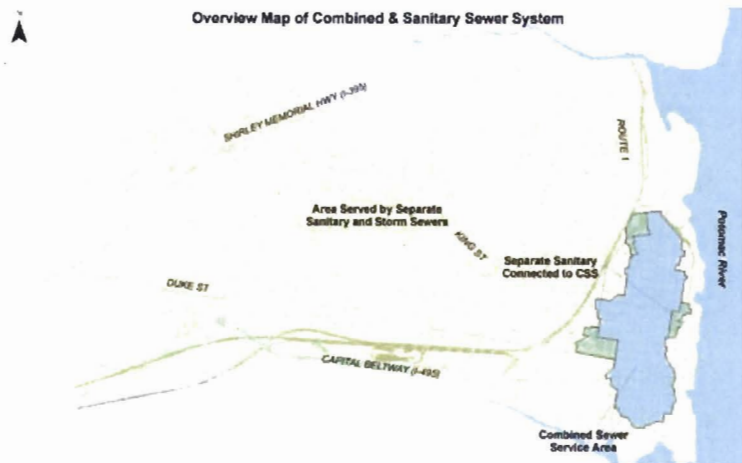 Overview Map of Combined & Sanitary Sewer System
SHIRLEY MEMORIAL HWY (I-395)
ROUTE 1
Area Served by Separate
Sanitary and Storm Sewers
KING ST
Separate Sanitary
Connected to CSS
Potomac River
DUKE ST
CAPITAL BELTWAY (I-495)
Combined Sewer
Service Area